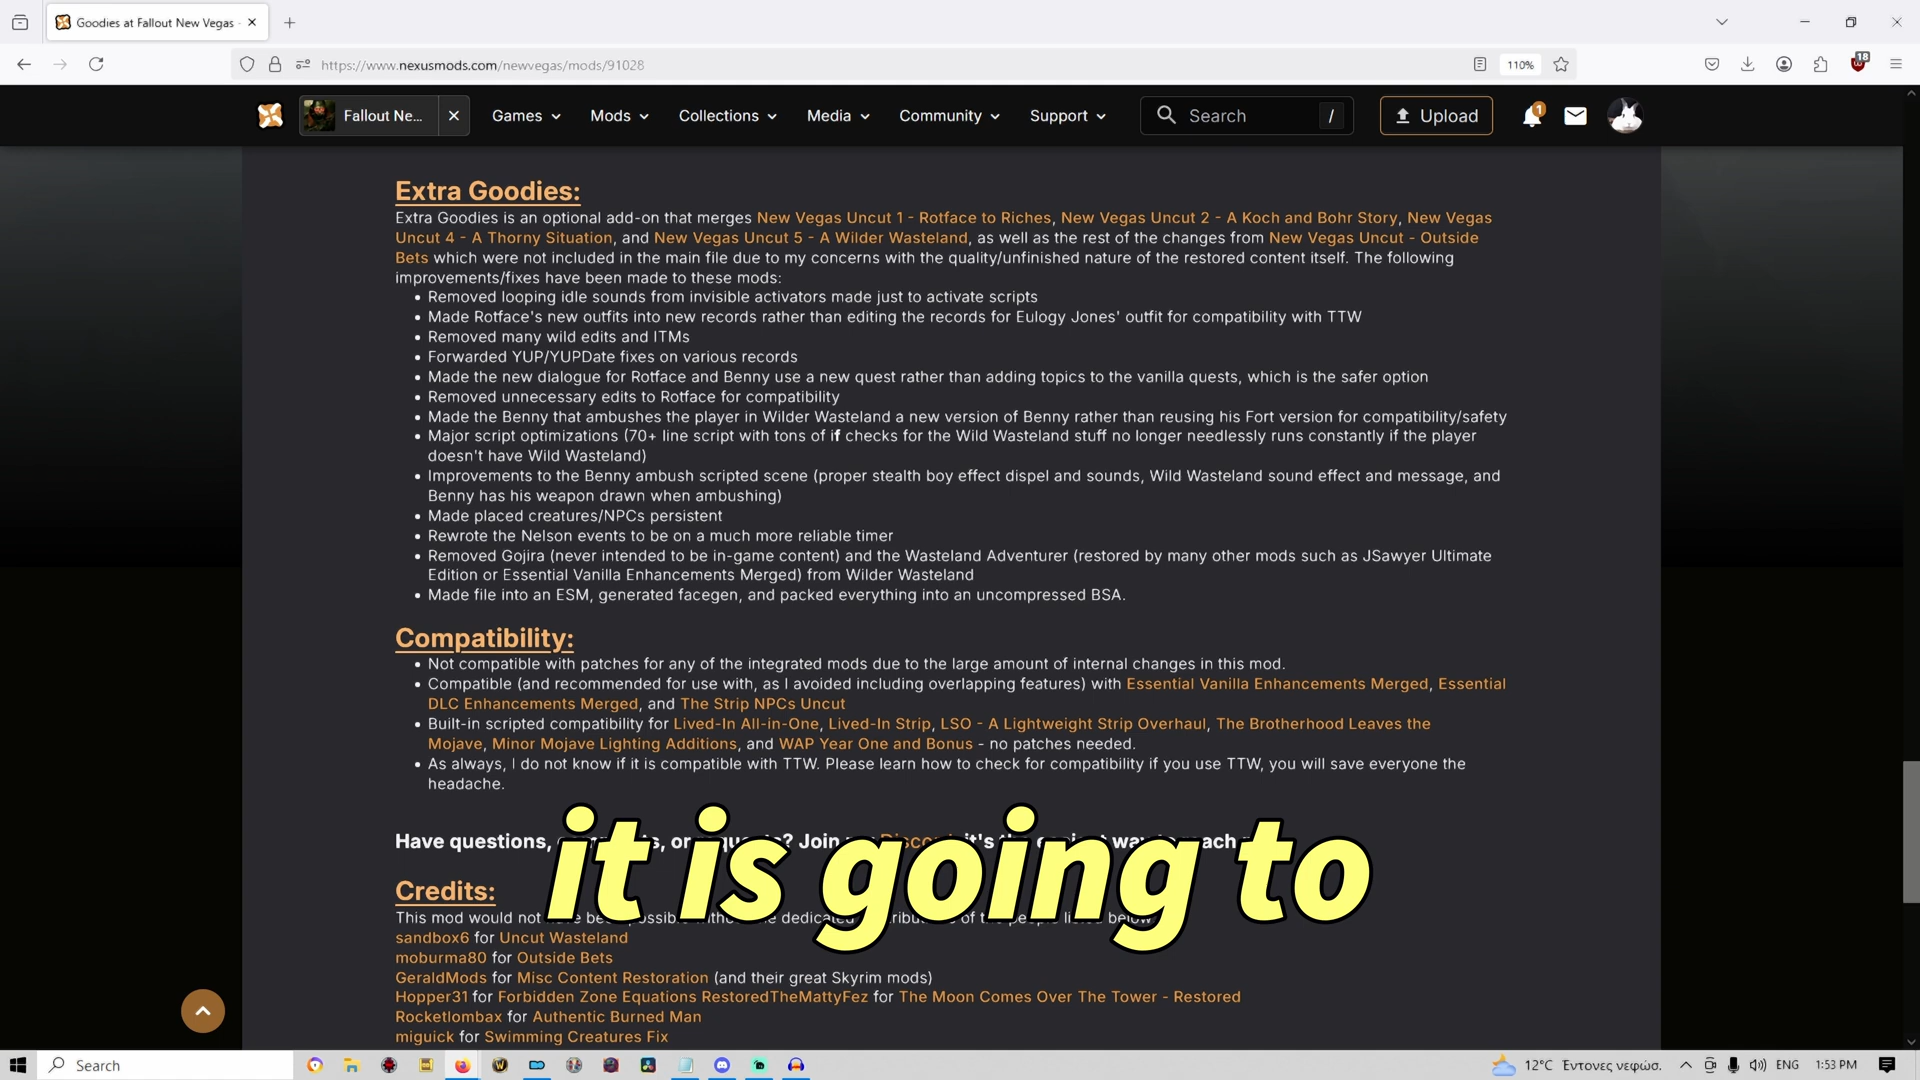 Goodies at Fallout New Vegas
https://www.nexusmods.com/newvegas/mods/91028
110%
18
Fallout Ne...
Games
Mods
Collections
Media
Community
Support
Search
/
Upload
1
Extra Goodies:
Extra Goodies is an optional add-on that merges New Vegas Uncut 1 - Rotface to Riches, New Vegas Uncut 2 - A Koch and Bohr Story, New Vegas
Uncut 4 - A Thorny Situation, and New Vegas Uncut 5 - A Wilder Wasteland, as well as the rest of the changes from New Vegas Uncut - Outside
Bets which were not included in the main file due to my concerns with the quality/unfinished nature of the restored content itself. The following
improvements/fixes have been made to these mods:
• Removed looping idle sounds from invisible activators made just to activate scripts
• Made Rotface's new outfits into new records rather than editing the records for Eulogy Jones' outfit for compatibility with TTW
• Removed many wild edits and ITMs
• Forwarded YUP/YUPDate fixes on various records
• Made the new dialogue for Rotface and Benny use a new quest rather than adding topics to the vanilla quests, which is the safer option
• Removed unnecessary edits to Rotface for compatibility
• Made the Benny that ambushes the player in Wilder Wasteland a new version of Benny rather than reusing his Fort version for compatibility/safety
• Major script optimizations (70+ line script with tons of if checks for the Wild Wasteland stuff no longer needlessly runs constantly if the player
doesn't have Wild Wasteland)
• Improvements to the Benny ambush scripted scene (proper stealth boy effect dispel and sounds, Wild Wasteland sound effect and message, and
Benny has his weapon drawn when ambushing)
• Made placed creatures/NPCs persistent
• Rewrote the Nelson events to be on a much more reliable timer
• Removed Gojira (never intended to be in-game content) and the Wasteland Adventurer (restored by many other mods such as JSawyer Ultimate
Edition or Essential Vanilla Enhancements Merged) from Wilder Wasteland
• Made file into an ESM, generated facegen, and packed everything into an uncompressed BSA.
Compatibility:
• Not compatible with patches for any of the integrated mods due to the large amount of internal changes in this mod.
• Compatible (and recommended for use with, as I avoided including overlapping features) with Essential Vanilla Enhancements Merged, Essential
DLC Enhancements Merged, and The Strip NPCs Uncut
• Built-in scripted compatibility for Lived-In All-in-One, Lived-In Strip, LSO - A Lightweight Strip Overhaul, The Brotherhood Leaves the
Mojave, Minor Mojave Lighting Additions, and WAP Year One and Bonus - no patches needed.
• As always, I do not know if it is compatible with TTW. Please learn how to check for compatibility if you use TTW, you will save everyone the
headache.
Have questions, or ? Join Discord it's the way to reach
it is going to
Credits:
This mod would not have been possible dedicated of the people listed below
sandbox6 for Uncut Wasteland
moburma80 for Outside Bets
GeraldMods for Misc Content Restoration (and their great Skyrim mods)
Hopper31 for Forbidden Zone Equations RestoredTheMattyFez for The Moon Comes Over The Tower - Restored
Rocketlombax for Authentic Burned Man
miguick for Swimming Creatures Fix
Search
12°C Έντονες νεφώσ.
ENG
1:53 PM